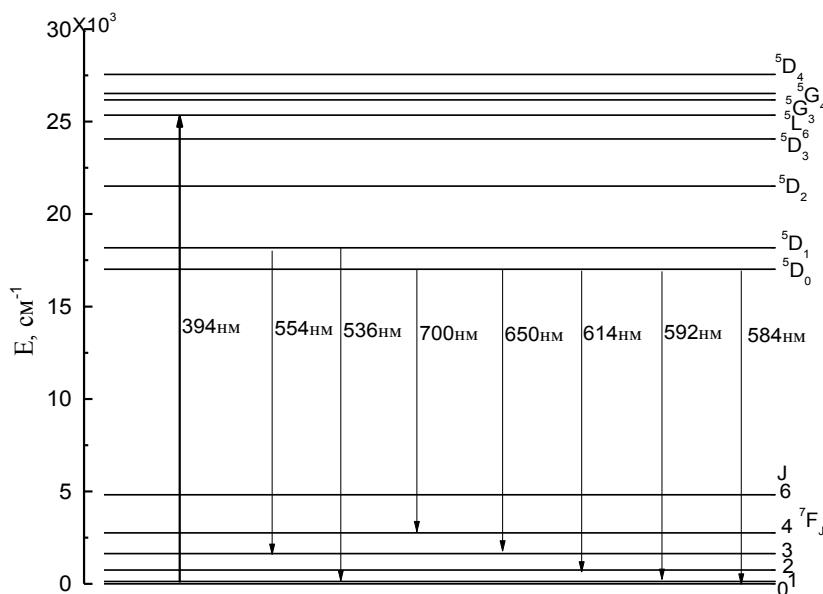 X10³
30
⁵D₄
⁵G₄
⁵G₃
25
⁵L₆
⁵D₃
⁵D₂
20
⁵D₁
⁵D₀
15
E, см⁻¹
394нм
554нм
536нм
700нм
650нм
614нм
592нм
584нм
10
J
5
6
4 ⁷F_J
3
2
1
0
0